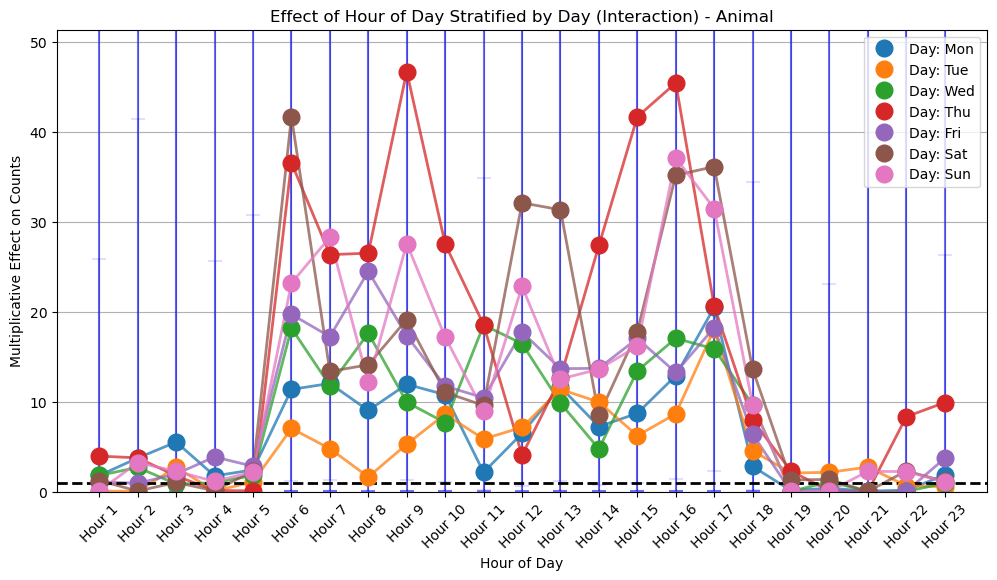 Effect of Hour of Day Stratified by Day (Interaction) - Animal
Multiplicative Effect on Counts
50
40
30
20
10
0
Day: Mon
Day: Tue
Day: Wed
Day: Thu
Day: Fri
Day: Sat
Day: Sun
Hour 1
Hour 2
Hour 3
Hour 4
Hour 5
Hour 6
Hour 7
Hour 8
Hour 9
Hour 10
Hour 11
Hour 12
Hour 13
Hour 14
Hour 15
Hour 16
Hour 17
Hour 18
Hour 19
Hour 20
Hour 21
Hour 22
Hour 23
Hour of Day